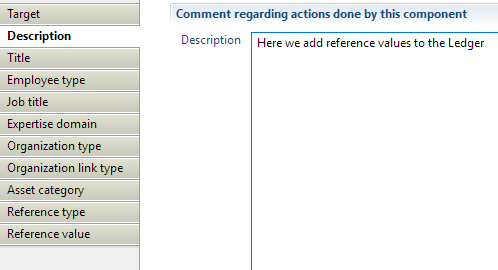 Target
Description
Title
Employee type
Job title
Expertise domain
Organization type
Organization link type
Asset category
Reference type
Reference value
Comment regarding actions done by this component
Description
Here we add reference values to the Ledger